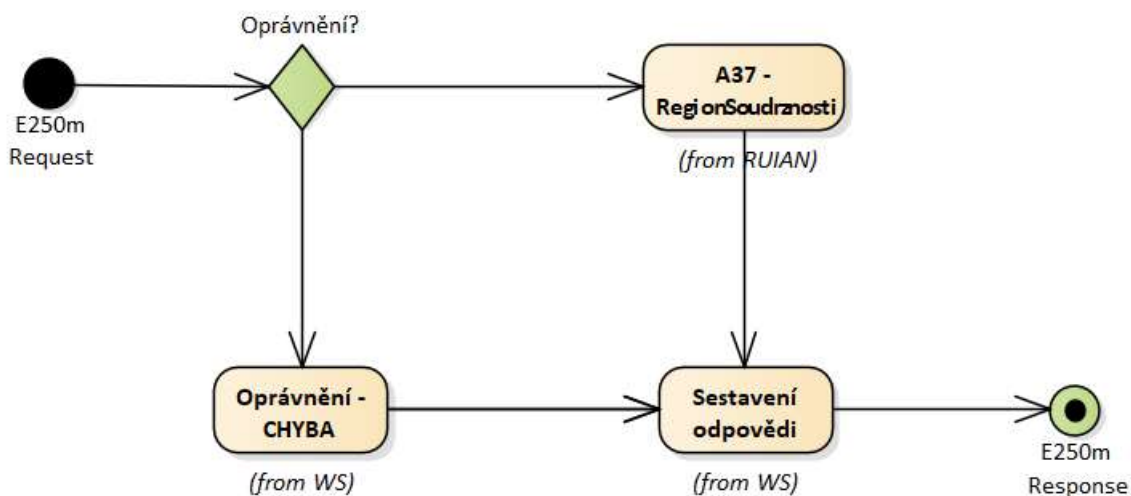 Oprávnění?
E250m
Request
A37 -
RegionSoudrznosti
(from RUIAN)
Oprávnění -
CHYBA
(from WS)
Sestavení
odpovědi
(from WS)
E250m
Response